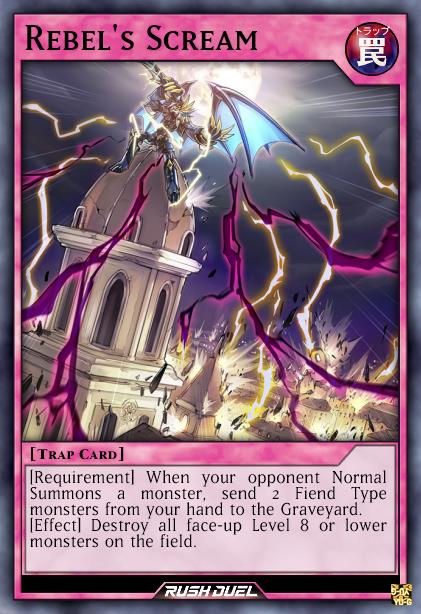 Rebel's Scream
トラップ
罠
[Trap Card]
[Requirement] When your opponent Normal
Summons a monster, send 2 Fiend Type
monsters from your hand to the Graveyard.
[Effect] Destroy all face-up Level 8 or lower
monsters on the field.
RUSH DUEL